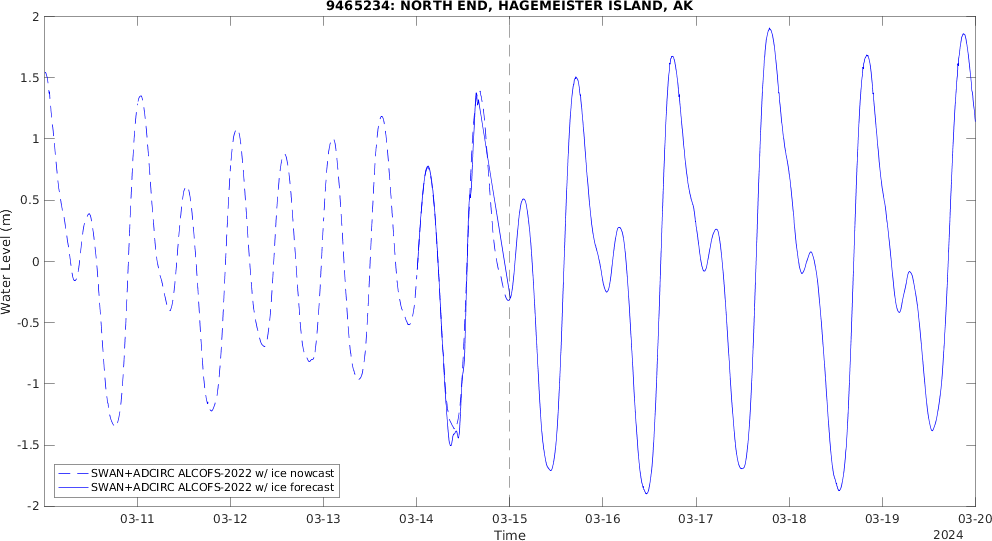 9465234: NORTH END, HAGEMEISTER ISLAND, AK
2
1.5
1
0.5
0
-0.5
-1
-1.5
-2
Water Level (m)
SWAN+ADCIRC ALCOFS-2022 w/ ice nowcast
SWAN+ADCIRC ALCOFS-2022 w/ ice forecast
03-11 03-12 03-13 03-14 03-15 03-16 03-17 03-18 03-19 03-20
Time
2024